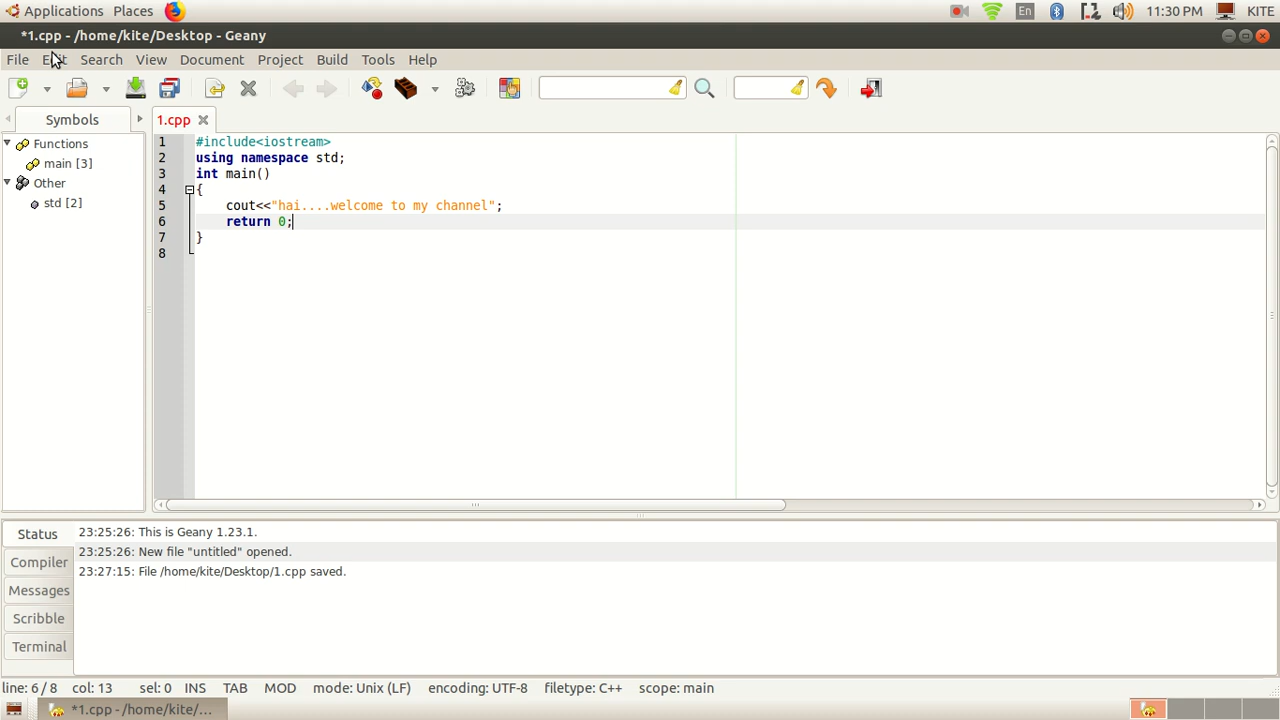 Applications Places En 11:30 PM KITE
*1.cpp - /home/kite/Desktop - Geany
File Edit Search View Document Project Build Tools Help
Symbols 1.cpp
Functions
main [3]
Other
std [2]
1 #include<iostream>
2 using namespace std;
3 int main()
4 {
5 cout<<"hai....welcome to my channel";
6 return 0;
7 }
8
Status
Compiler
Messages
Scribble
Terminal
23:25:26: This is Geany 1.23.1.
23:25:26: New file "untitled" opened.
23:27:15: File /home/kite/Desktop/1.cpp saved.
line: 6 / 8 col: 13 sel: 0 INS TAB MOD mode: Unix (LF) encoding: UTF-8 filetype: C++ scope: main
*1.cpp - /home/kite/...